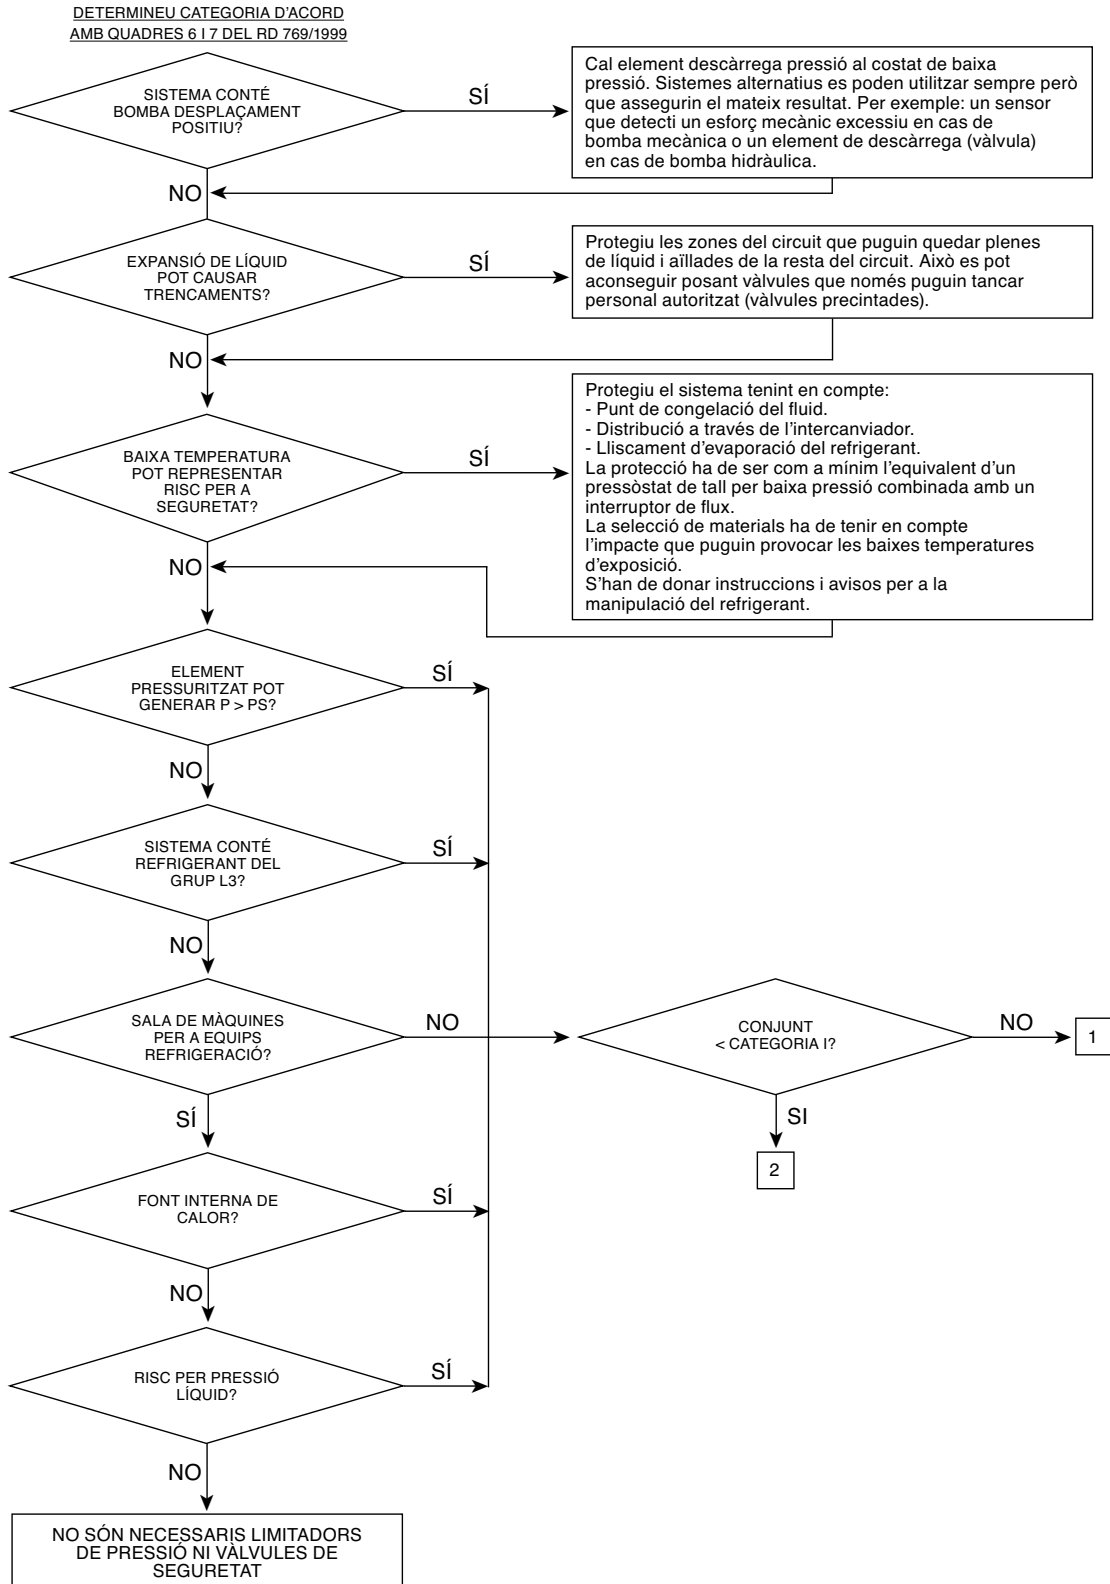 DETERMINEU CATEGORIA D'ACORD
AMB QUADRES 6 I 7 DEL RD 769/1999
SISTEMA CONTÉ
BOMBA DESPLAÇAMENT
POSITIU?
SÍ
Cal element descàrrega pressió al costat de baixa
pressió. Sistemes alternatius es poden utilitzar sempre però
que assegurin el mateix resultat. Per exemple: un sensor
que detecti un esforç mecànic excessiu en cas de
bomba mecànica o un element de descàrrega (vàlvula)
en cas de bomba hidràulica.
NO
EXPANSIÓ DE LÍQUID
POT CAUSAR
TRENCAMENTS?
SÍ
Protegiu les zones del circuit que puguin quedar plenes
de líquid i aïllades de la resta del circuit. Això es pot
aconseguir posant vàlvules que només puguin tancar
personal autoritzat (vàlvules precintades).
NO
BAIXA TEMPERATURA
POT REPRESENTAR
RISC PER A
SEGURETAT?
SÍ
Protegiu el sistema tenint en compte:
- Punt de congelació del fluid.
- Distribució a través de l'intercanviador.
- Lliscament d'evaporació del refrigerant.
La protecció ha de ser com a mínim l'equivalent d'un
pressòstat de tall per baixa pressió combinada amb un
interruptor de flux.
La selecció de materials ha de tenir en compte
l'impacte que puguin provocar les baixes temperatures
d'exposició.
S'han de donar instruccions i avisos per a la
manipulació del refrigerant.
NO
ELEMENT
PRESSURITZAT POT
GENERAR P > PS?
SÍ
NO
SISTEMA CONTÉ
REFRIGERANT DEL
GRUP L3?
SÍ
NO
SALA DE MÀQUINES
PER A EQUIPS
REFRIGERACIÓ?
NO
CONJUNT
< CATEGORIA I?
NO
1
SÍ
SI
2
FONT INTERNA DE
CALOR?
SÍ
NO
RISC PER PRESSIÓ
LÍQUID?
SÍ
NO
NO SÓN NECESSARIS LIMITADORS
DE PRESSIÓ NI VÀLVULES DE
SEGURETAT